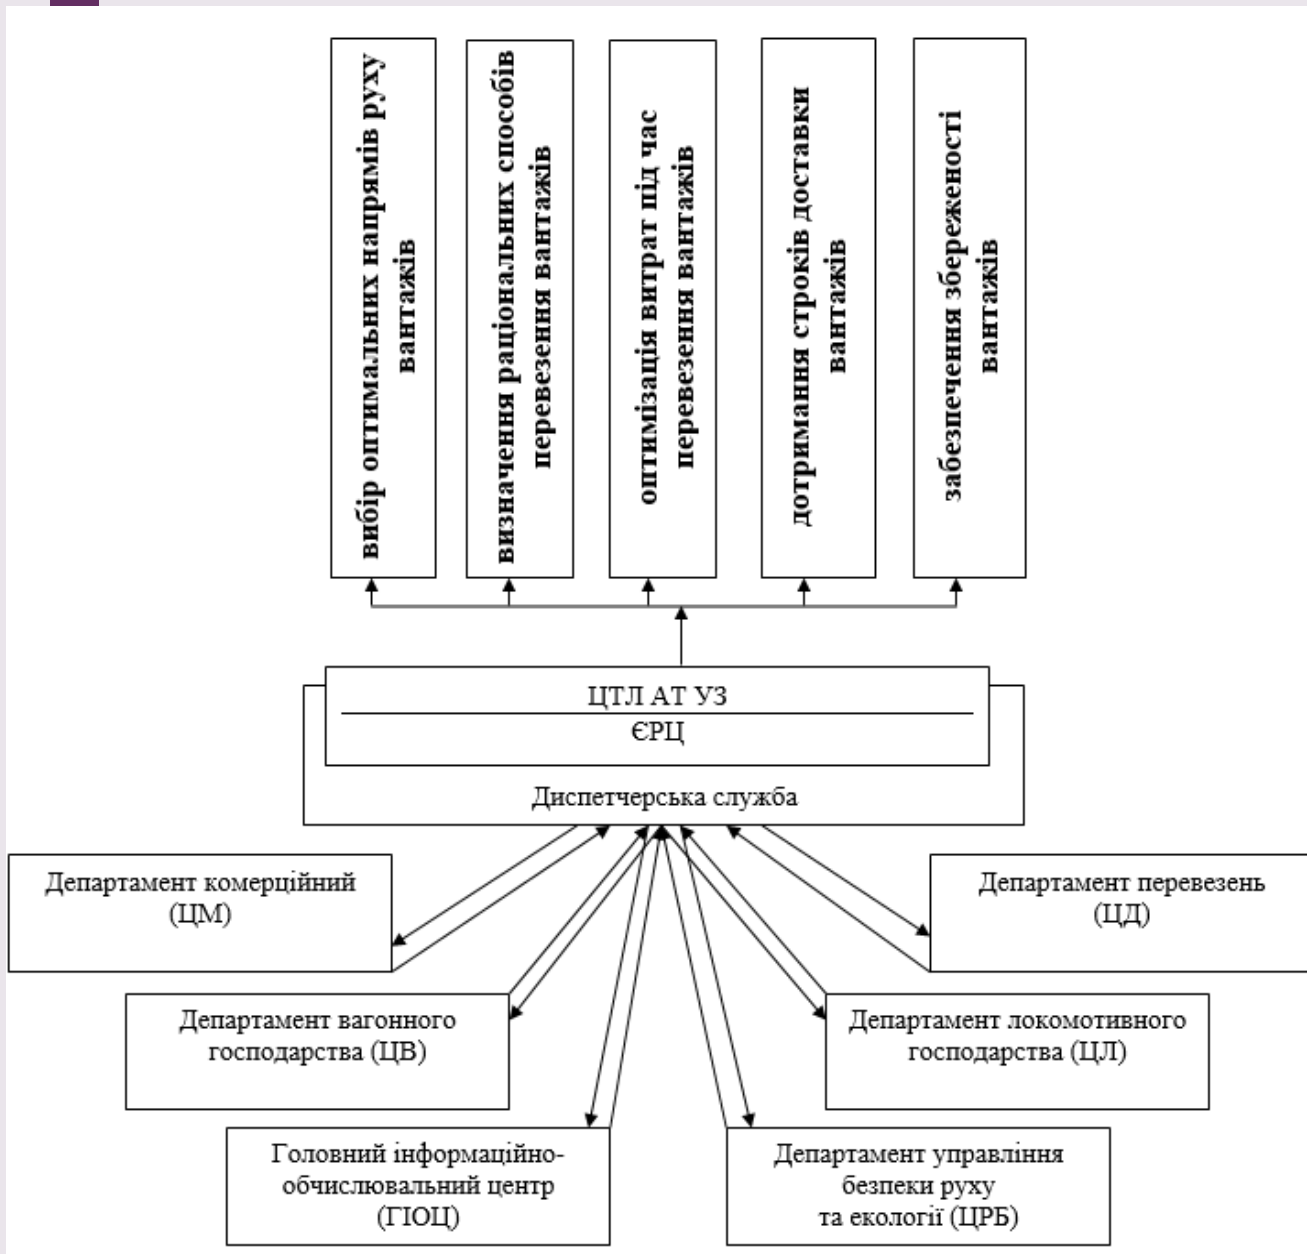 вибір оптимальних напрямів руху
вантажів
визначення раціональних способів
перевезення вантажів
оптимізація витрат під час
перевезення вантажів
дотримання строків доставки
вантажів
забезпечення збереженості
вантажів
ЦТЛ АТ УЗ
ЄРЦ
Диспетчерська служба
Департамент комерційний
(ЦМ)
Департамент перевезень
(ЦД)
Департамент вагонного
господарства (ЦВ)
Департамент локомотивного
господарства (ЦЛ)
Головний інформаційно-
обчислювальний центр
(ГІОЦ)
Департамент управління
безпеки руху
та екології (ЦРБ)